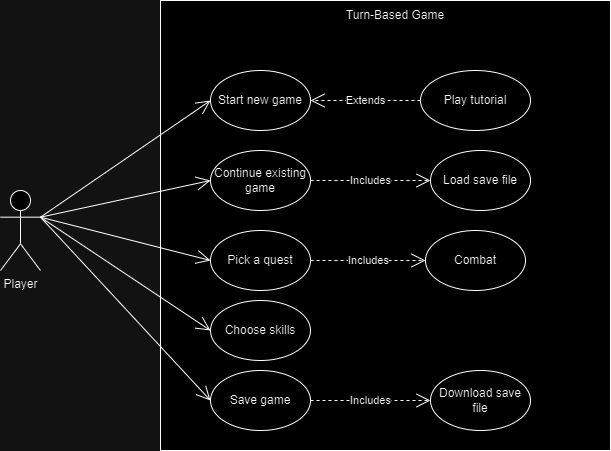 Turn-Based Game
Start new game
Extends
Play tutorial
Continue existing
game
Includes
Load save file
Player
Pick a quest
Includes
Combat
Choose skills
Save game
Includes
Download save
file